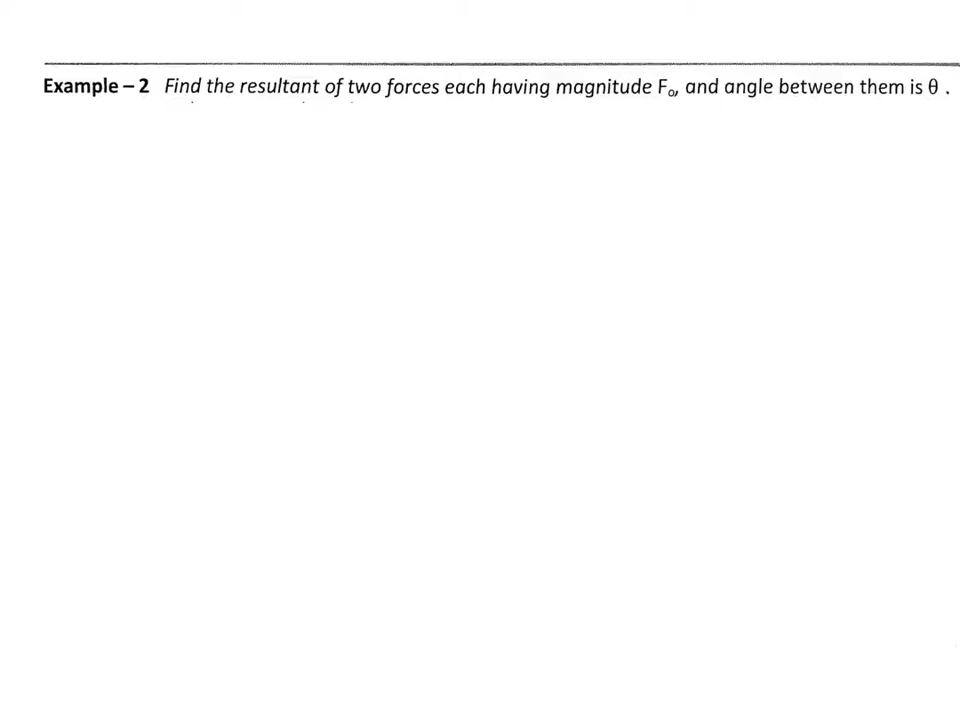 Example – 2 Find the resultant of two forces each having magnitude F₀, and angle between them is θ .